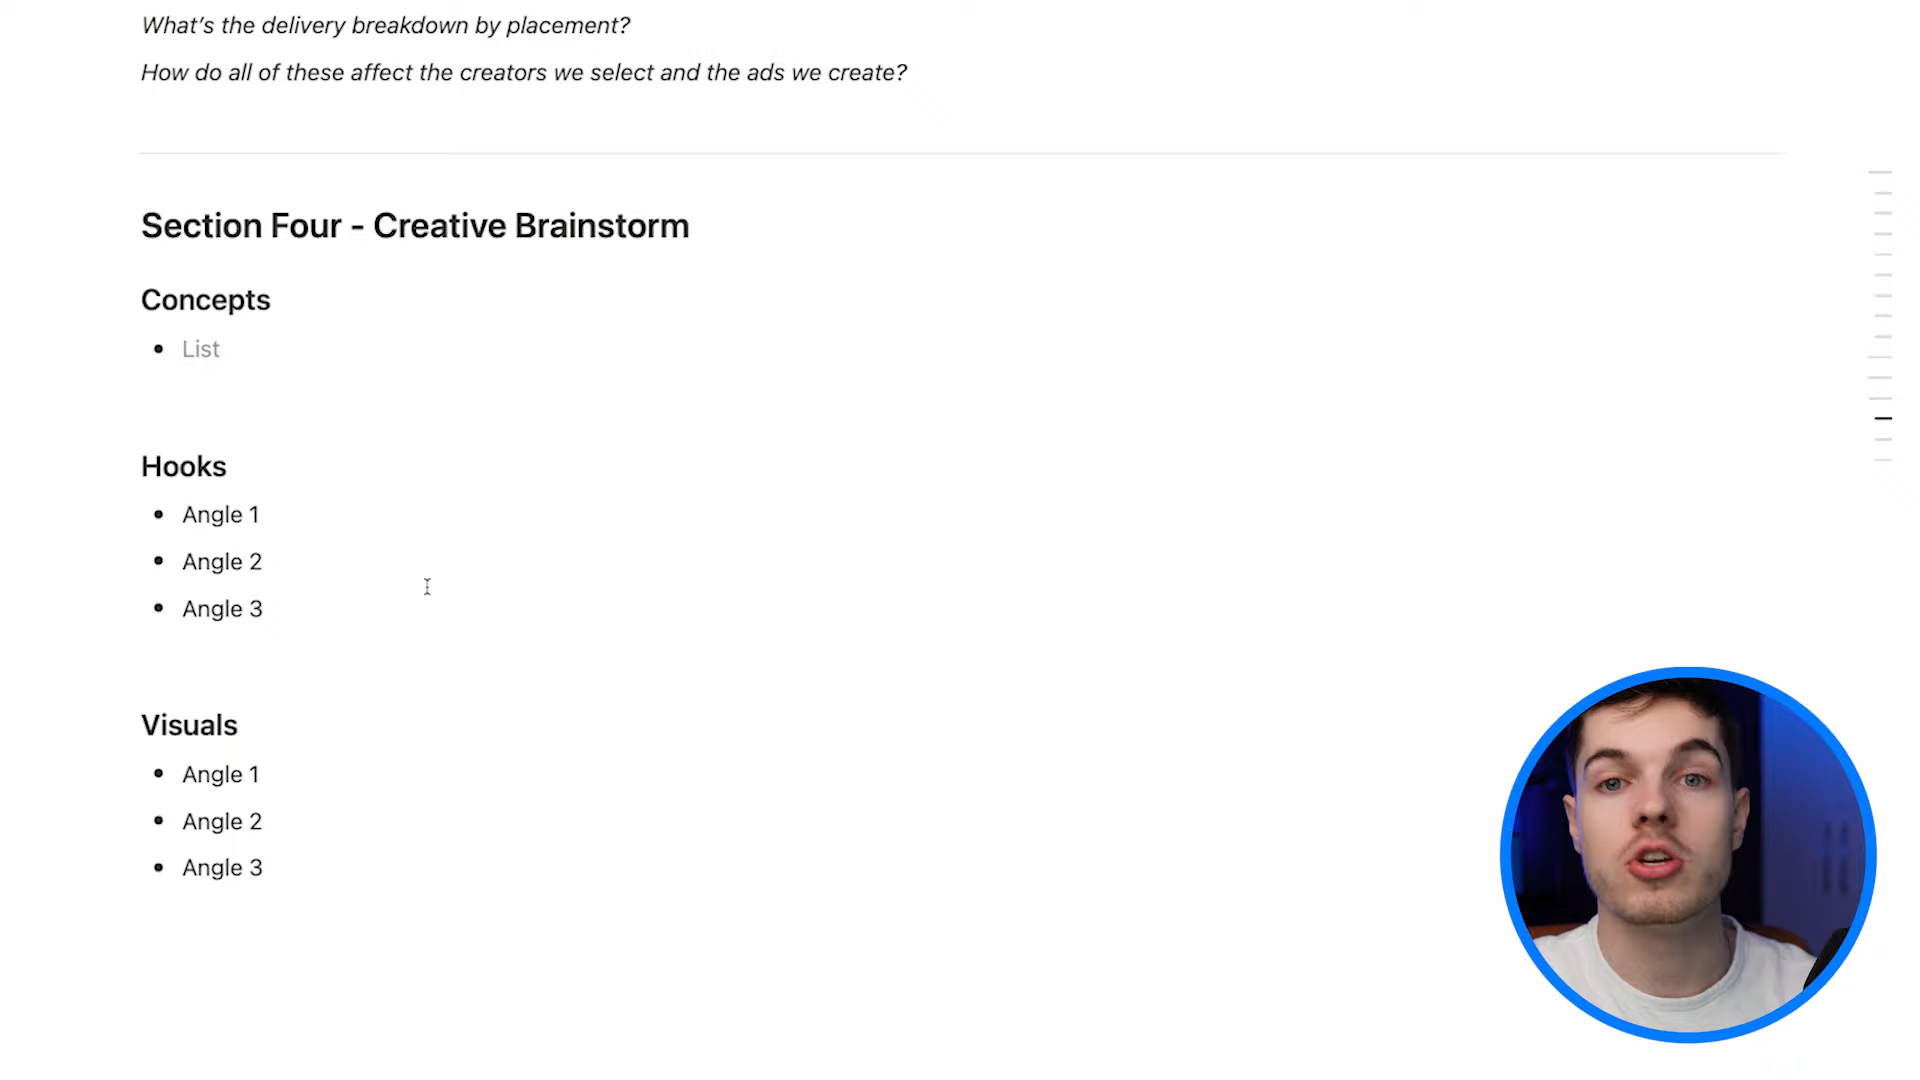 What's the delivery breakdown by placement?
How do all of these affect the creators we select and the ads we create?
Section Four - Creative Brainstorm
Concepts
• List
Hooks
• Angle 1
• Angle 2
• Angle 3
Visuals
• Angle 1
• Angle 2
• Angle 3